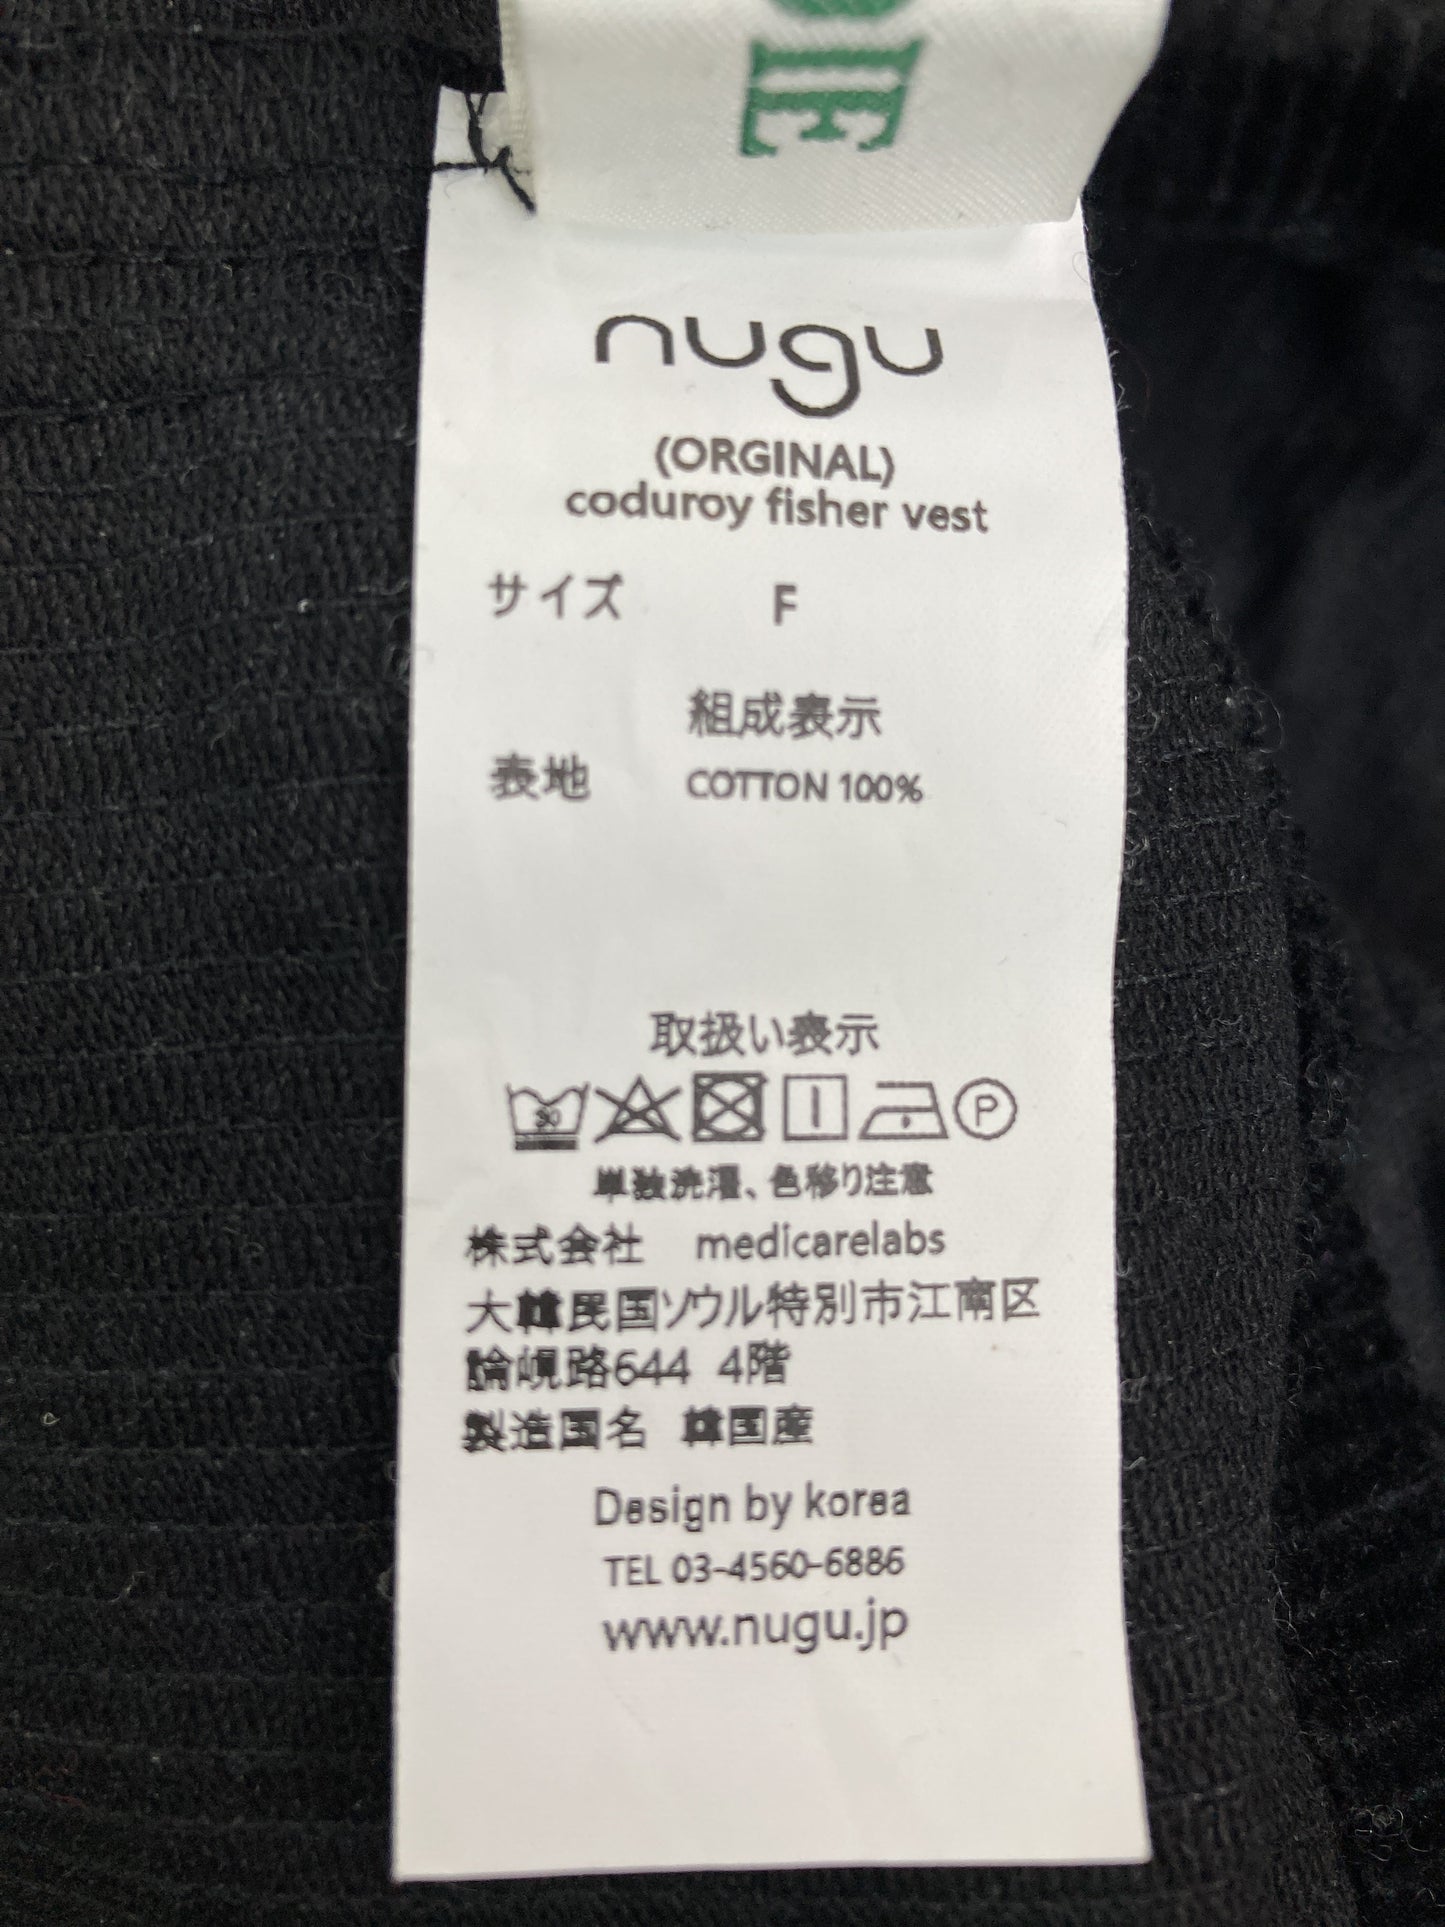 nugu
(ORGINAL)
coduroy fisher vest
サイズ F
組成表示
表地 COTTON 100%
取扱い表示
30 P
単独洗濯、色移り注意
株式会社 medicarelabs
大韓民国ソウル特別市江南区
論峴路644 4階
製造国名 韓国産
Design by korea
TEL 03-4560-6886
www.nugu.jp